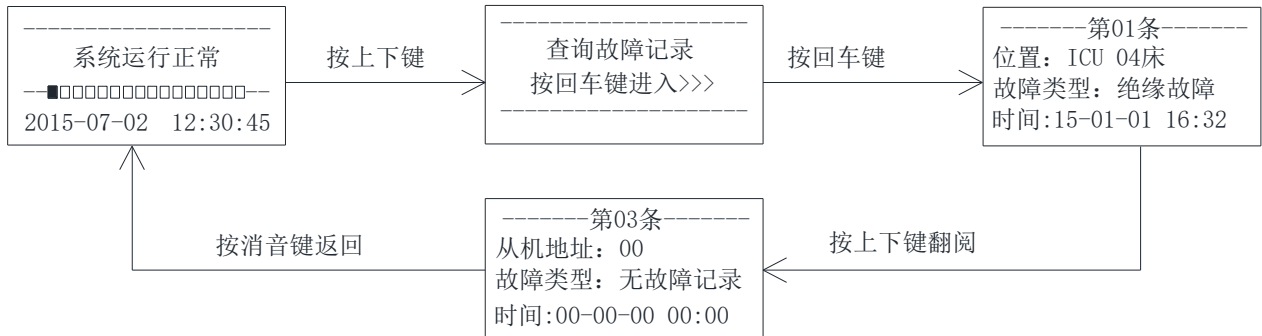 --------------------
系统运行正常
--■□□□□□□□□□□□□□□□--
2015-07-02 12:30:45
按上下键
--------------------
查询故障记录
按回车键进入>>>
--------------------
按回车键
-------第01条-------
位置：ICU 04床
故障类型：绝缘故障
时间:15-01-01 16:32
按上下键翻阅
-------第03条-------
从机地址：00
故障类型：无故障记录
时间:00-00-00 00:00
按消音键返回